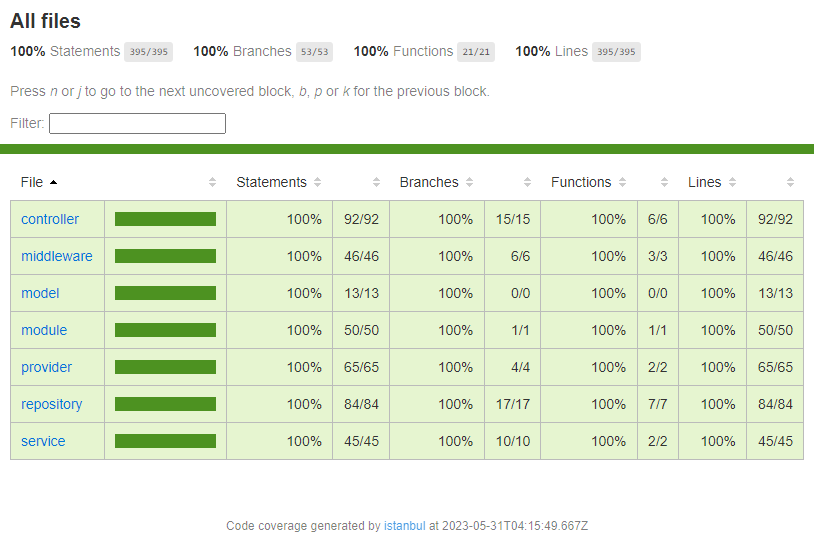 All files
100% Statements 395/395 100% Branches 53/53 100% Functions 21/21 100% Lines 395/395
Press n or j to go to the next uncovered block, b, p or k for the previous block.
Filter:
File Statements Branches Functions Lines
controller 100% 92/92 100% 15/15 100% 6/6 100% 92/92
middleware 100% 46/46 100% 6/6 100% 3/3 100% 46/46
model 100% 13/13 100% 0/0 100% 0/0 100% 13/13
module 100% 50/50 100% 1/1 100% 1/1 100% 50/50
provider 100% 65/65 100% 4/4 100% 2/2 100% 65/65
repository 100% 84/84 100% 17/17 100% 7/7 100% 84/84
service 100% 45/45 100% 10/10 100% 2/2 100% 45/45
Code coverage generated by istanbul at 2023-05-31T04:15:49.667Z